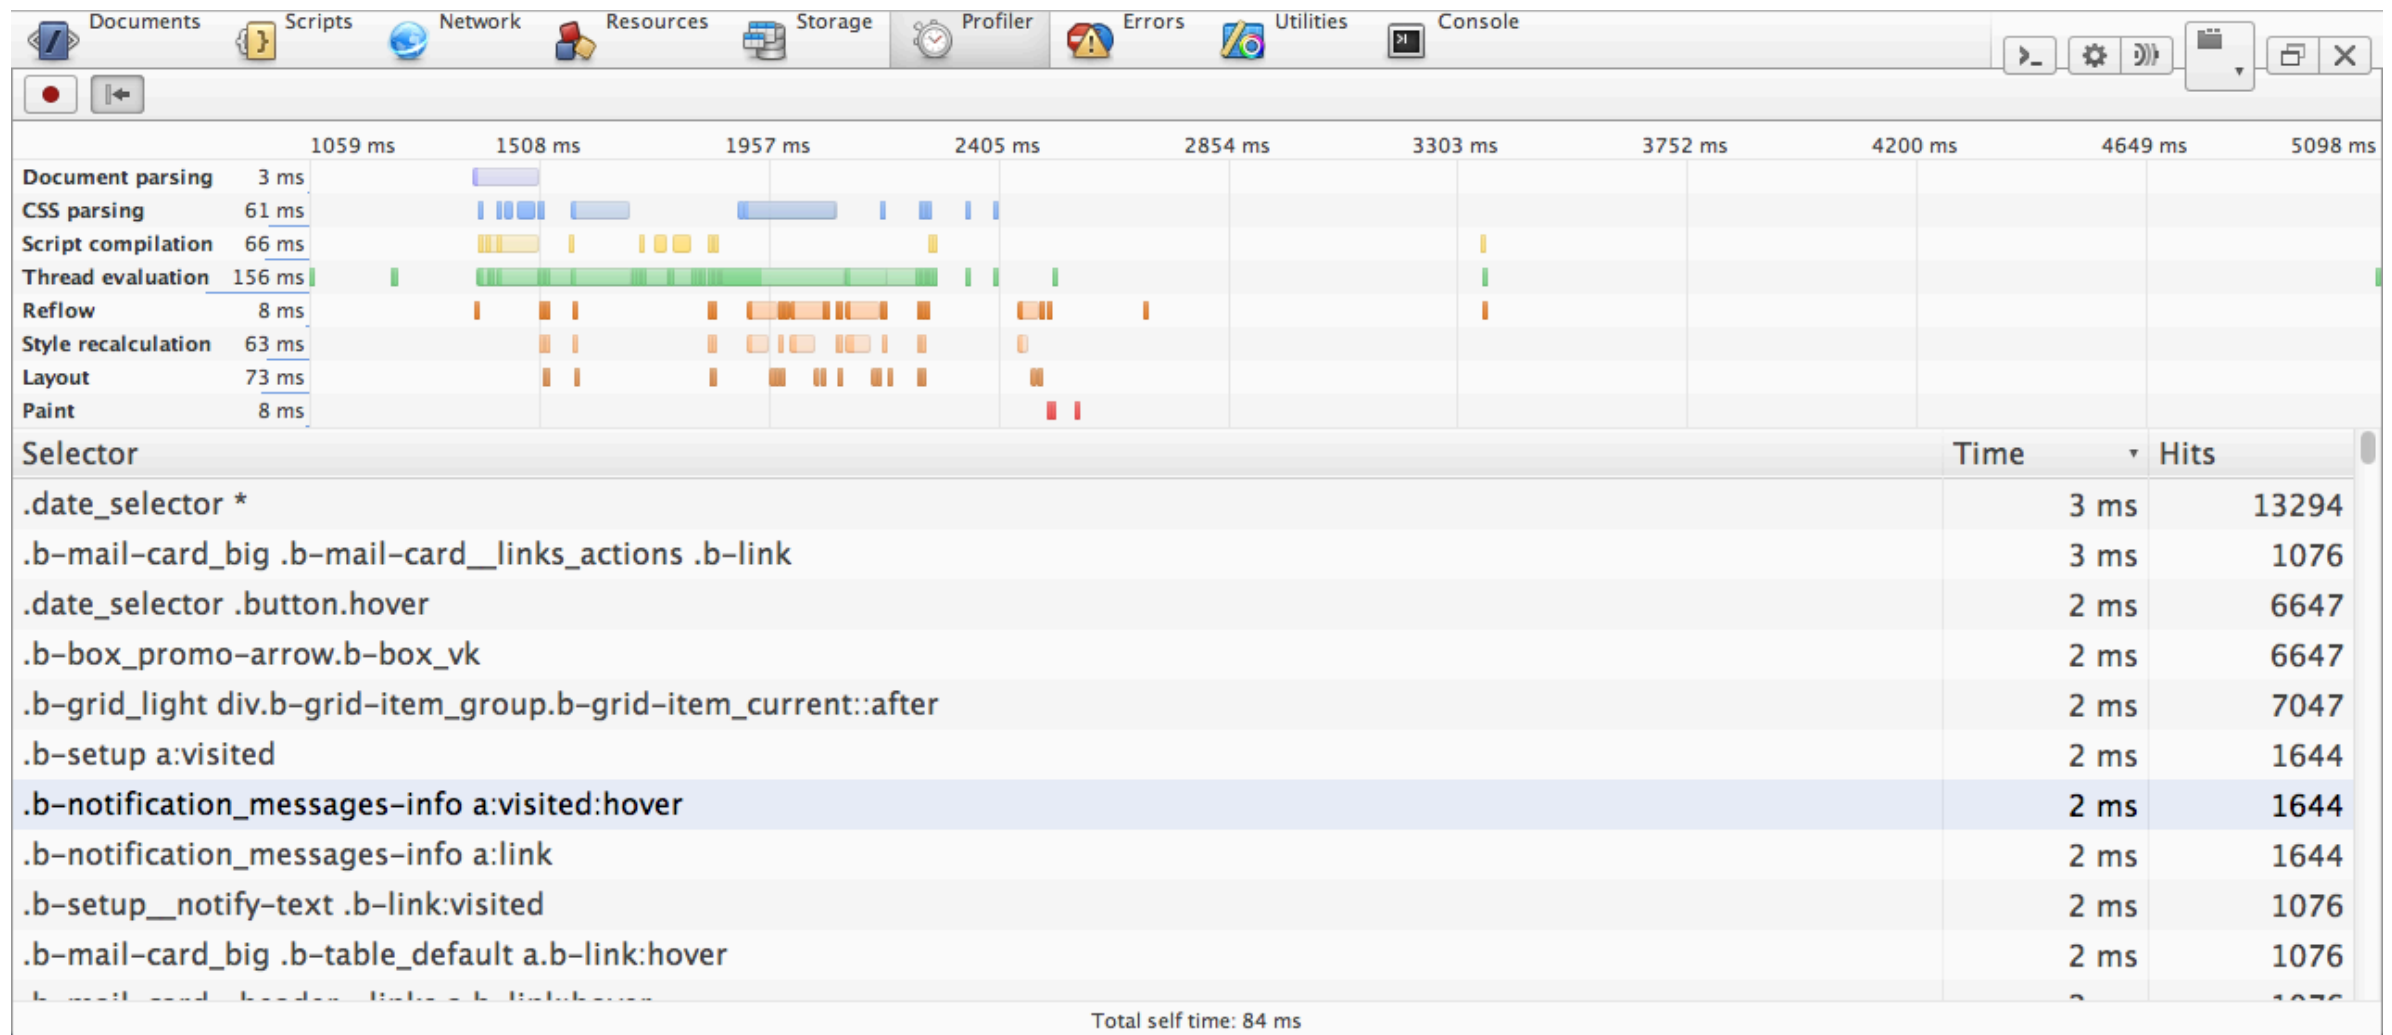 Documents Scripts Network Resources Storage Profiler Errors Utilities Console
1059 ms 1508 ms 1957 ms 2405 ms 2854 ms 3303 ms 3752 ms 4200 ms 4649 ms 5098 ms
Document parsing 3 ms
CSS parsing 61 ms
Script compilation 66 ms
Thread evaluation 156 ms
Reflow 8 ms
Style recalculation 63 ms
Layout 73 ms
Paint 8 ms
Selector Time Hits
.date_selector * 3 ms 13294
.b-mail-card_big .b-mail-card__links_actions .b-link 3 ms 1076
.date_selector .button.hover 2 ms 6647
.b-box_promo-arrow.b-box_vk 2 ms 6647
.b-grid_light div.b-grid-item_group.b-grid-item_current::after 2 ms 7047
.b-setup a:visited 2 ms 1644
.b-notification_messages-info a:visited:hover 2 ms 1644
.b-notification_messages-info a:link 2 ms 1644
.b-setup__notify-text .b-link:visited 2 ms 1076
.b-mail-card_big .b-table_default a.b-link:hover 2 ms 1076
Total self time: 84 ms